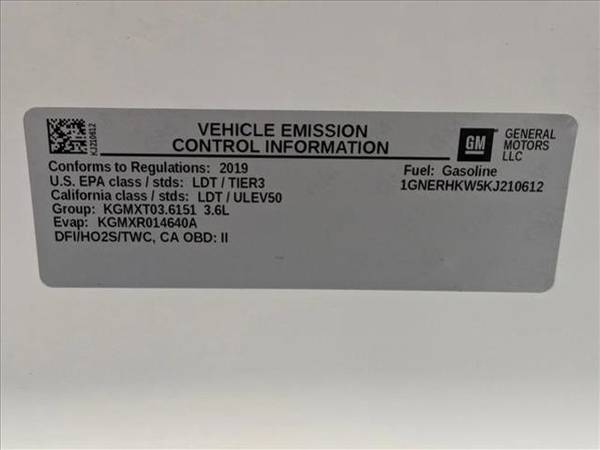 KJ210612
VEHICLE EMISSION
CONTROL INFORMATION
GM
GENERAL
MOTORS
LLC
Conforms to Regulations: 2019
U.S. EPA class / stds: LDT / TIER3
California class / stds: LDT / ULEV50
Group: KGMXT03.6151 3.6L
Evap: KGMXR014640A
DFI/HO2S/TWC, CA OBD: II
Fuel: Gasoline
1GNERHKW5KJ210612